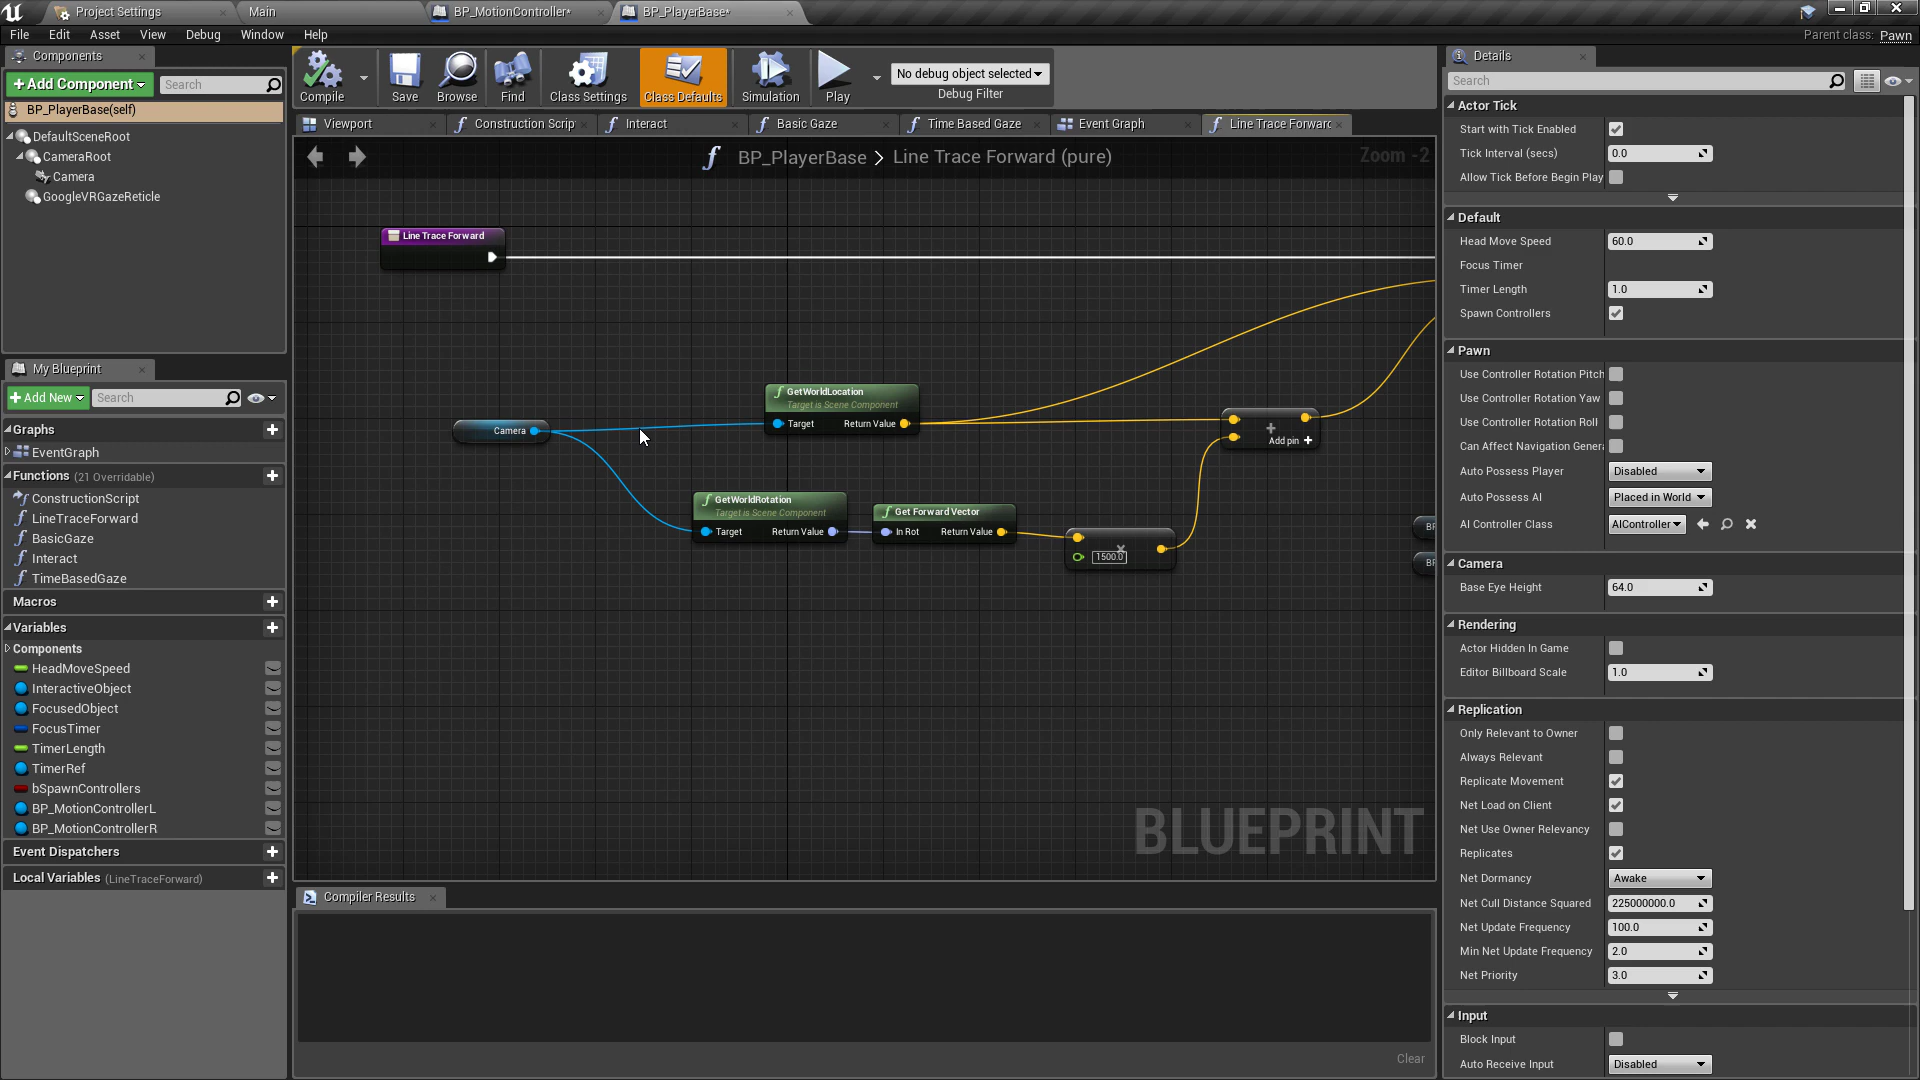 Project Settings
Main
BP_MotionController*
BP_PlayerBase*
File Edit Asset View Window Debug Help
Parent class: Pawn
Components
Add Component
Search
BP_PlayerBase(self)
DefaultSceneRoot
CameraRoot
Camera
GoogleVRGazeReticle
My Blueprint
Add New
Search
Graphs
EventGraph
Functions (21 Overridable)
ConstructionScript
LineTraceForward
BasicGaze
Interact
TimeBasedGaze
Macros
Variables
Components
HeadMoveSpeed
InteractiveObject
FocusedObject
FocusTimer
TimerLength
TimerRef
bSpawnControllers
BP_MotionControllerL
BP_MotionControllerR
Event Dispatchers
Local Variables (LineTraceForward)
Compile
Save
Browse
Find
Class Settings
Class Defaults
Simulation
Play
No debug object selected
Debug Filter
Viewport
Construction Scrip
Interact
Basic Gaze
Time Based Gaze
Event Graph
Line Trace Forward
BP_PlayerBase > Line Trace Forward (pure)
Zoom -2
Line Trace Forward
Camera
GetWorldLocation
Target is Scene Component
Target Return Value
GetWorldRotation
Target is Scene Component
Target Return Value
Get Forward Vector
In Rot Return Value
1500.0
Add pin +
BP
BP
BLUEPRINT
Compiler Results
Clear
Details
Search
Actor Tick
Start with Tick Enabled
Tick Interval (secs) 0.0
Allow Tick Before Begin Play
Default
Head Move Speed 60.0
Focus Timer
Timer Length 1.0
Spawn Controllers
Pawn
Use Controller Rotation Pitch
Use Controller Rotation Yaw
Use Controller Rotation Roll
Can Affect Navigation Genera
Auto Possess Player Disabled
Auto Possess AI Placed in World
AI Controller Class AIController
Camera
Base Eye Height 64.0
Rendering
Actor Hidden In Game
Editor Billboard Scale 1.0
Replication
Only Relevant to Owner
Always Relevant
Replicate Movement
Net Load on Client
Net Use Owner Relevancy
Replicates
Net Dormancy Awake
Net Cull Distance Squared 225000000.0
Net Update Frequency 100.0
Min Net Update Frequency 2.0
Net Priority 3.0
Input
Block Input
Auto Receive Input Disabled